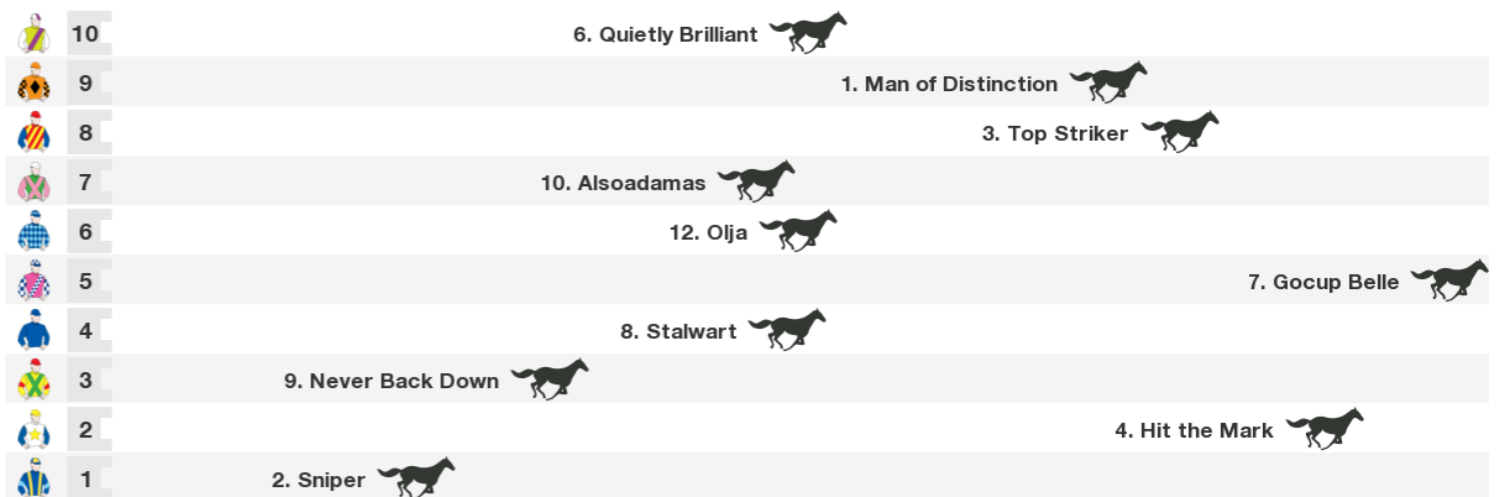 10 6. Quietly Brilliant
9 1. Man of Distinction
8 3. Top Striker
7 10. Alsoadamas
6 12. Olja
5 7. Gocup Belle
4 8. Stalwart
3 9. Never Back Down
2 4. Hit the Mark
1 2. Sniper